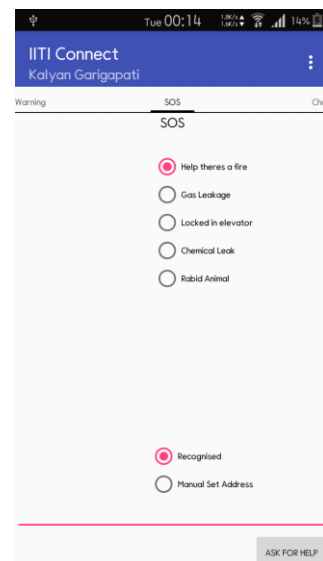 Tue 00:14 14%
IITI Connect
Kalyan Garigapati
Warning SOS Ch
SOS
Help theres a fire
Gas Leakage
Locked in elevator
Chemical Leak
Rabid Animal
Recognised
Manual Set Address
ASK FOR HELP